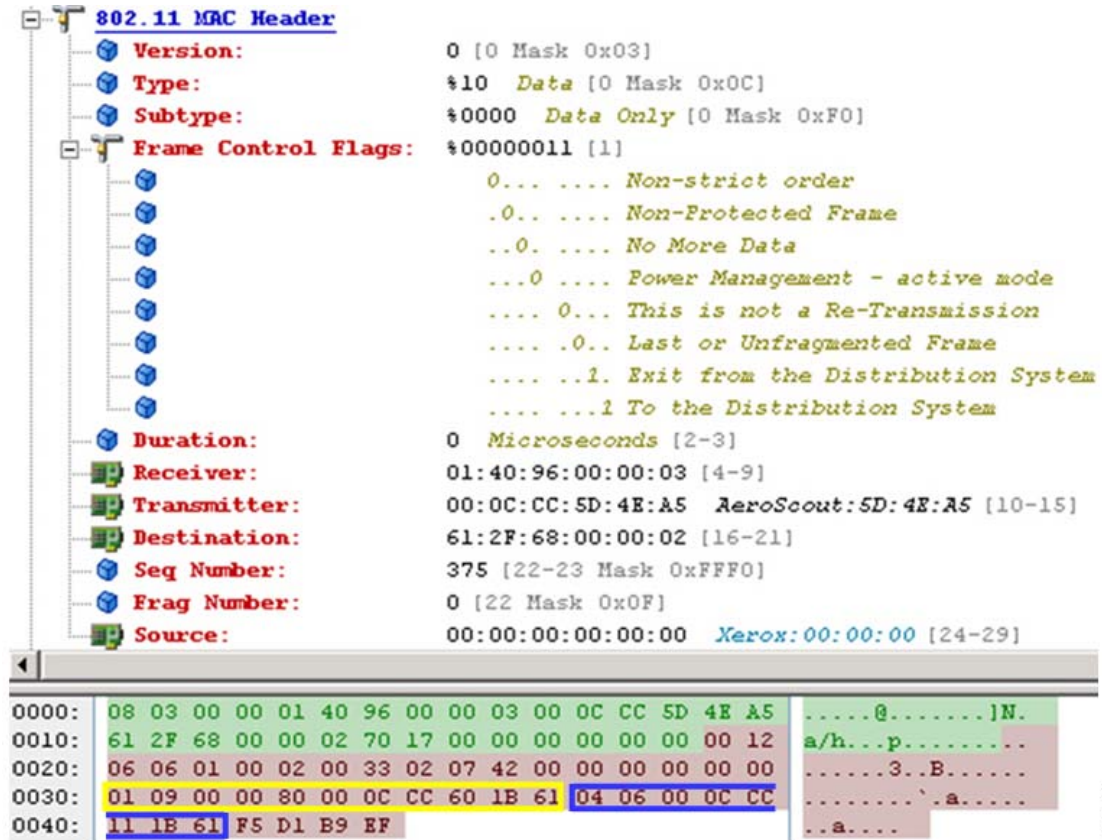 802.11 MAC Header
Version: 0 [0 Mask 0x03]
Type: %10 Data [0 Mask 0x0C]
Subtype: %0000 Data Only [0 Mask 0xF0]
Frame Control Flags: %00000011 [1]
0... .... Non-strict order
.0.. .... Non-Protected Frame
..0. .... No More Data
...0 .... Power Management - active mode
.... 0... This is not a Re-Transmission
.... .0.. Last or Unfragmented Frame
.... ..1. Exit from the Distribution System
.... ...1 To the Distribution System
Duration: 0 Microseconds [2-3]
Receiver: 01:40:96:00:00:03 [4-9]
Transmitter: 00:0C:CC:5D:4E:A5 AeroScout:5D:4E:A5 [10-15]
Destination: 61:2F:68:00:00:02 [16-21]
Seq Number: 375 [22-23 Mask 0xFFF0]
Frag Number: 0 [22 Mask 0x0F]
Source: 00:00:00:00:00:00 Xerox:00:00:00 [24-29]
0000: 08 03 00 00 01 40 96 00 00 03 00 0C CC 5D 4E A5 .....@.......]N.
0010: 61 2F 68 00 00 02 70 17 00 00 00 00 00 00 00 12 a/h...p.........
0020: 06 06 01 00 02 00 33 02 07 42 00 00 00 00 00 00 ......3..B......
0030: 01 09 00 00 80 00 0C CC 60 1B 61 04 06 00 0C CC ........`.a.....
0040: 11 1B 61 F5 D1 B9 EF ..a....